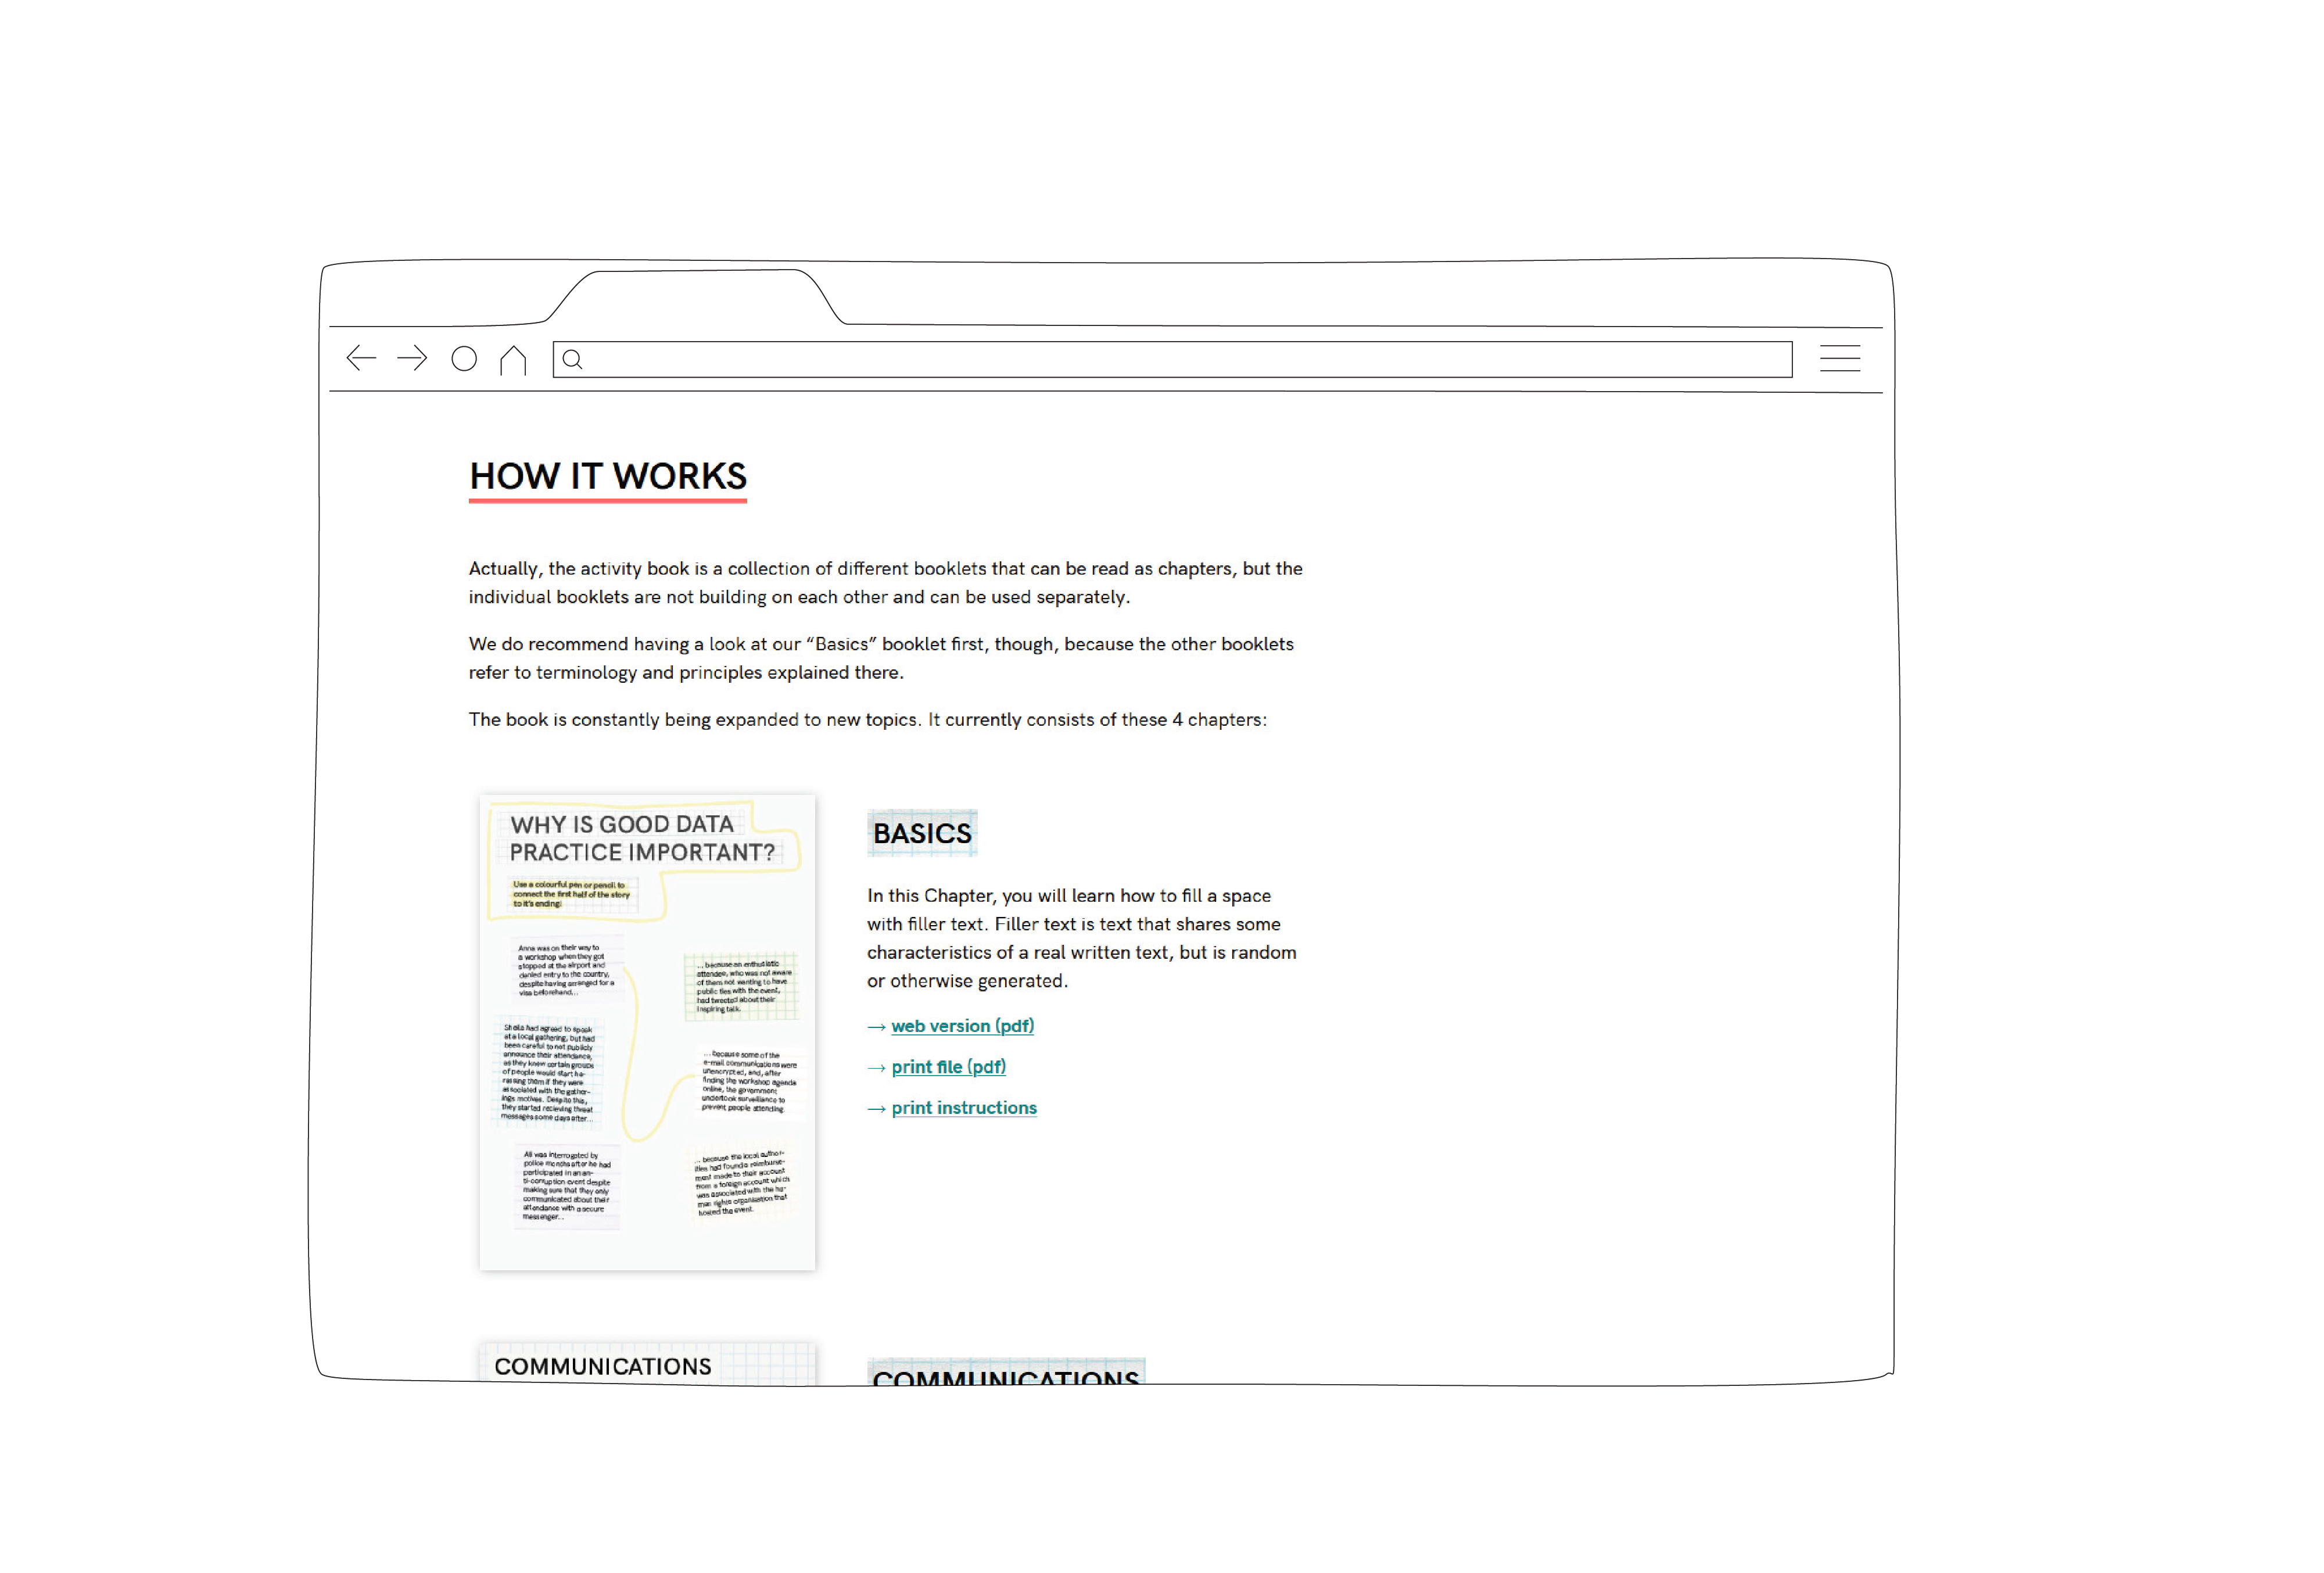 HOW IT WORKS
Actually, the activity book is a collection of different booklets that can be read as chapters, but the
individual booklets are not building on each other and can be used separately.
We do recommend having a look at our “Basics” booklet first, though, because the other booklets
refer to terminology and principles explained there.
The book is constantly being expanded to new topics. It currently consists of these 4 chapters:
WHY IS GOOD DATA
PRACTICE IMPORTANT?
Use a colourful pen or pencil to
connect the first half of the story
to it's ending!
Anna was on their way to
a workshop when they got
stopped at the airport and
denied entry to the country,
despite having arranged for a
visa beforehand...
... because an enthusiastic
attendee, who was not aware
of them not wanting to have
public ties with the event,
had tweeted about their
inspiring talk.
Sheila had agreed to speak
at a local gathering, but had
been careful to not publicly
announce their attendance,
as they knew certain groups
of people would start ha-
rassing them if they were
associated with the gather-
ings motives. Despite this,
they started recieving threat
messages some days after...
... because some of the
e-mail communications were
unencrypted, and, after
finding the workshop agenda
online, the government
undertook surveillance to
prevent people attending.
Ali was interrogated by
police months after he had
participated in an an-
ti-corruption event despite
making sure that they only
communicated about their
attendance with a secure
messenger...
... because the local author-
ities had found a reimburse-
ment made to their account
from a foreign account which
was associated with the hu-
man rights organisation that
hosted the event.
BASICS
In this Chapter, you will learn how to fill a space
with filler text. Filler text is text that shares some
characteristics of a real written text, but is random
or otherwise generated.
→ web version (pdf)
→ print file (pdf)
→ print instructions
COMMUNICATIONS
COMMUNICATIONS